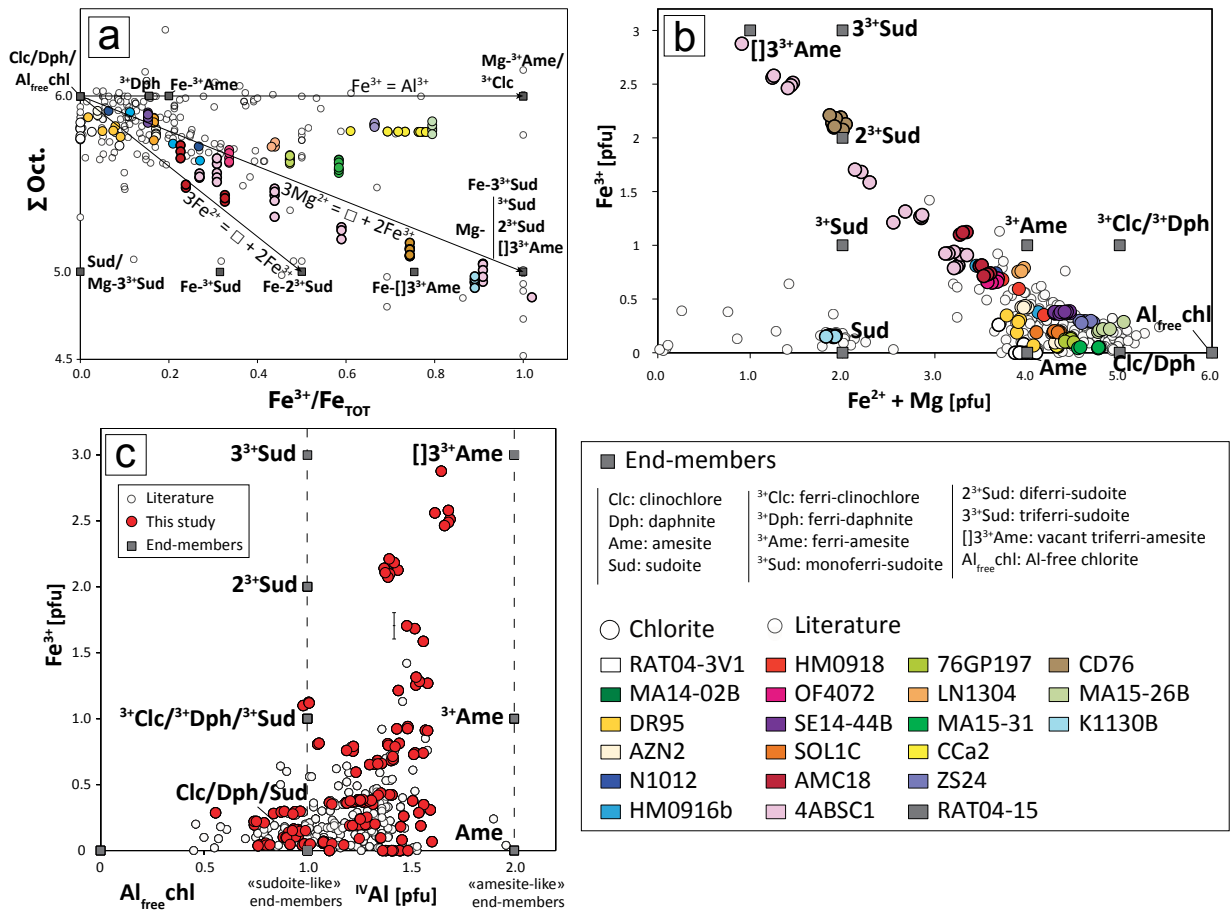 a
Clc/Dph/
Al_free chl
³⁺Dph
Fe-³⁺Ame
Fe³⁺ = Al³⁺
Mg-³⁺Ame/
³⁺Clc
6.0
Σ Oct.
3Mg²⁺ = □ + 2Fe³⁺
3Fe²⁺ = □ + 2Fe³⁺
Fe-3³⁺Sud
³⁺Sud
2³⁺Sud
[]3³⁺Ame
Mg-
5.0
Sud/
Mg-3³⁺Sud
Fe-³⁺Sud
Fe-2³⁺Sud
Fe-[]3³⁺Ame
4.5
0.0 0.2 0.4 0.6 0.8 1.0
Fe³⁺/Fe_TOT
b
3
2.5
2
1.5
1
0.5
0
Fe³⁺ [pfu]
[]3³⁺Ame
3³⁺Sud
2³⁺Sud
³⁺Sud
³⁺Ame
³⁺Clc/³⁺Dph
Sud
Al_free chl
Ame
Clc/Dph
0.0 1.0 2.0 3.0 4.0 5.0 6.0
Fe²⁺ + Mg [pfu]
c
3.0
2.5
2.0
1.5
1.0
0.5
0
Fe³⁺ [pfu]
3³⁺Sud
[]3³⁺Ame
Literature
This study
End-members
2³⁺Sud
³⁺Clc/³⁺Dph/³⁺Sud
³⁺Ame
Clc/Dph/Sud
Ame
0 0.5 1.0 1.5 2.0
Al_free chl
«sudoite-like»
end-members
ᴵⱽAl [pfu]
«amesite-like»
end-members
End-members
Clc: clinochlore
Dph: daphnite
Ame: amesite
Sud: sudoite
³⁺Clc: ferri-clinochlore
³⁺Dph: ferri-daphnite
³⁺Ame: ferri-amesite
³⁺Sud: monoferri-sudoite
2³⁺Sud: diferri-sudoite
3³⁺Sud: triferri-sudoite
[]3³⁺Ame: vacant triferri-amesite
Al_free chl: Al-free chlorite
Chlorite
Literature
RAT04-3V1 HM0918 76GP197 CD76
MA14-02B OF4072 LN1304 MA15-26B
DR95 SE14-44B MA15-31 K1130B
AZN2 SOL1C CCa2
N1012 AMC18 ZS24
HM0916b 4ABSC1 RAT04-15